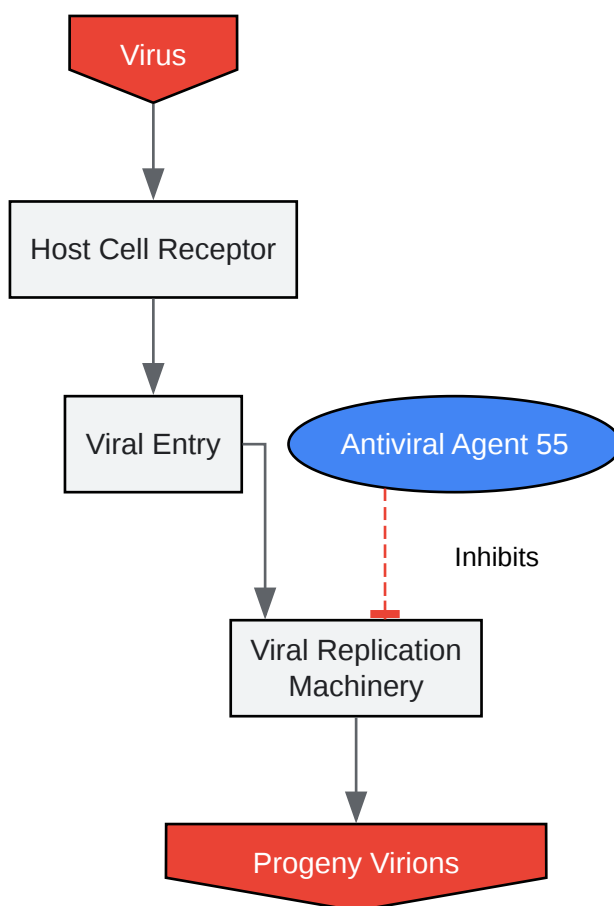 Virus
Host Cell Receptor
Viral Entry
Antiviral Agent 55
Inhibits
Viral Replication
Machinery
Progeny Virions